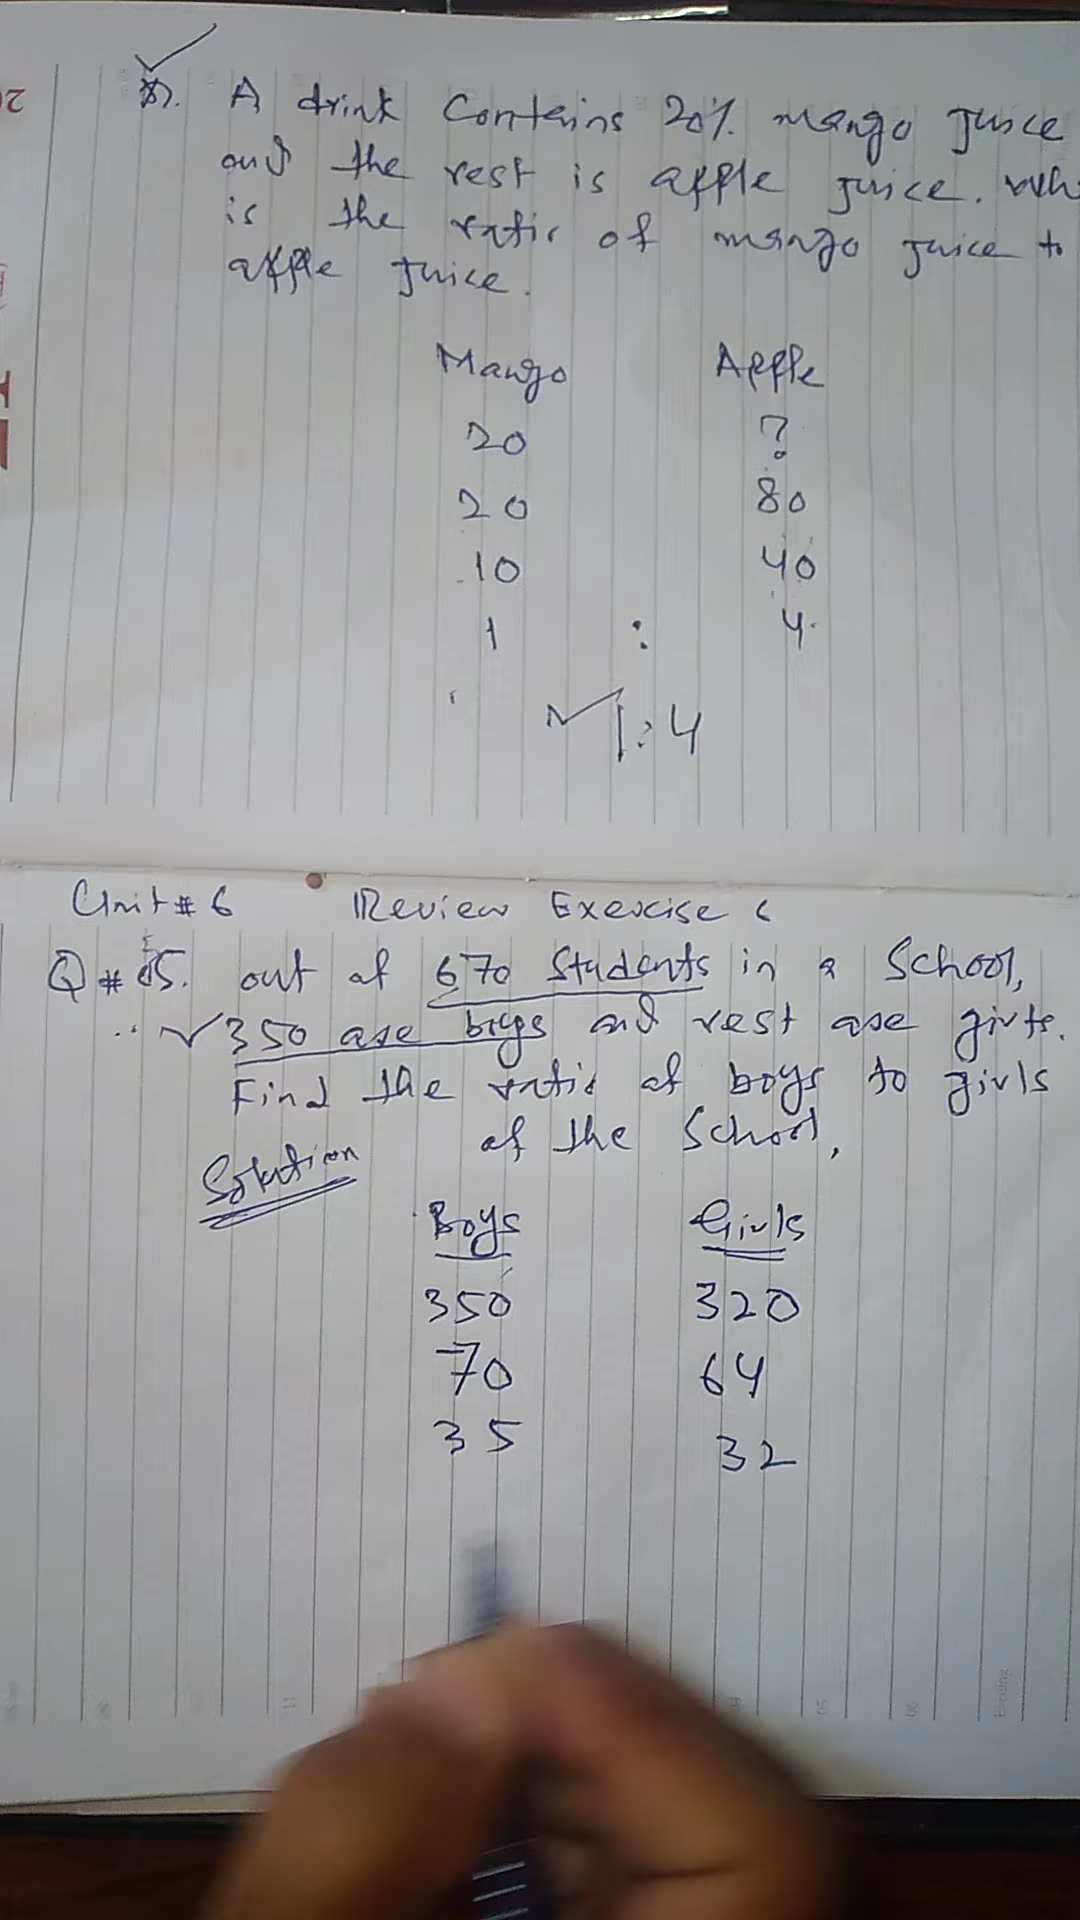 A drink Contains 20% mango Juice
and the rest is apple juice.
is the ratio of mango juice to
apple juice.
Mango Apple
20 ?
20 80
10 40
1 : 4
1:4
Unit # 6 Review Exercise 6
Q # 05. out of 670 Students in a School,
350 are boys and rest are girls.
Find the ratio of boys to girls
of the School,
Solution
Boys Girls
350 320
70 64
35 32